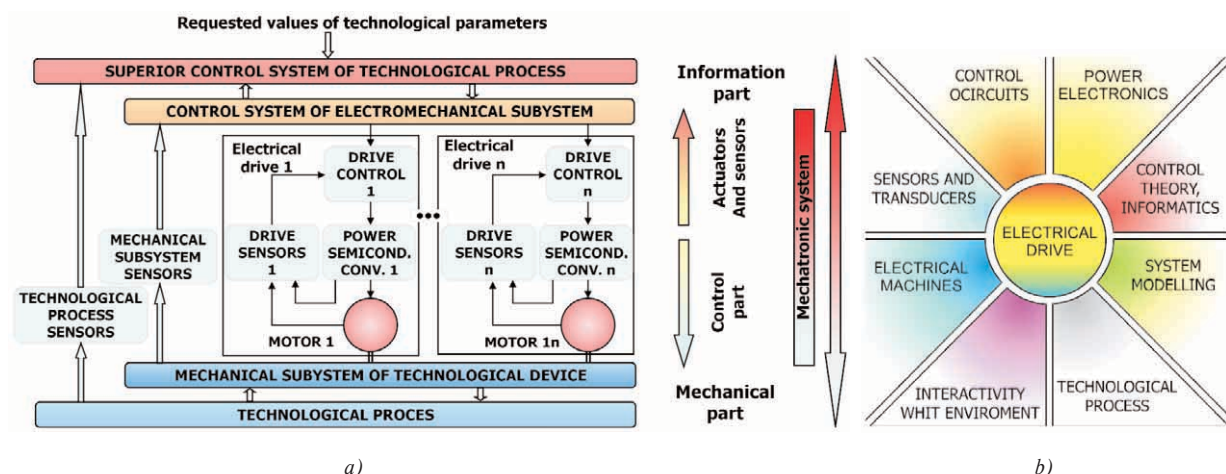 Requested values of technological parameters
SUPERIOR CONTROL SYSTEM OF TECHNOLOGICAL PROCESS
CONTROL SYSTEM OF ELECTROMECHANICAL SUBYSTEM
Electrical
drive 1
DRIVE
CONTROL
1
DRIVE
SENSORS
1
POWER
SEMICOND.
CONV. 1
MOTOR 1
•••
Electrical
drive n
DRIVE
CONTROL
n
DRIVE
SENSORS
n
POWER
SEMICOND.
CONV. n
MOTOR 1n
MECHANICAL
SUBSYSTEM
SENSORS
TECHNOLOGICAL
PROCESS
SENSORS
MECHANICAL SUBYSTEM OF TECHNOLOGICAL DEVICE
TECHNOLOGICAL PROCES
Information
part
Actuators
And sensors
Control
part
Mechanical
part
Mechatronic system
CONTROL
OCIRCUITS
POWER
ELECTRONICS
SENSORS AND
TRANSDUCERS
CONTROL
THEORY,
INFORMATICS
ELECTRICAL
DRIVE
ELECTRICAL
MACHINES
SYSTEM
MODELLING
INTERACTIVITY
WHIT ENVIROMENT
TECHNOLOGICAL
PROCESS
a)
b)